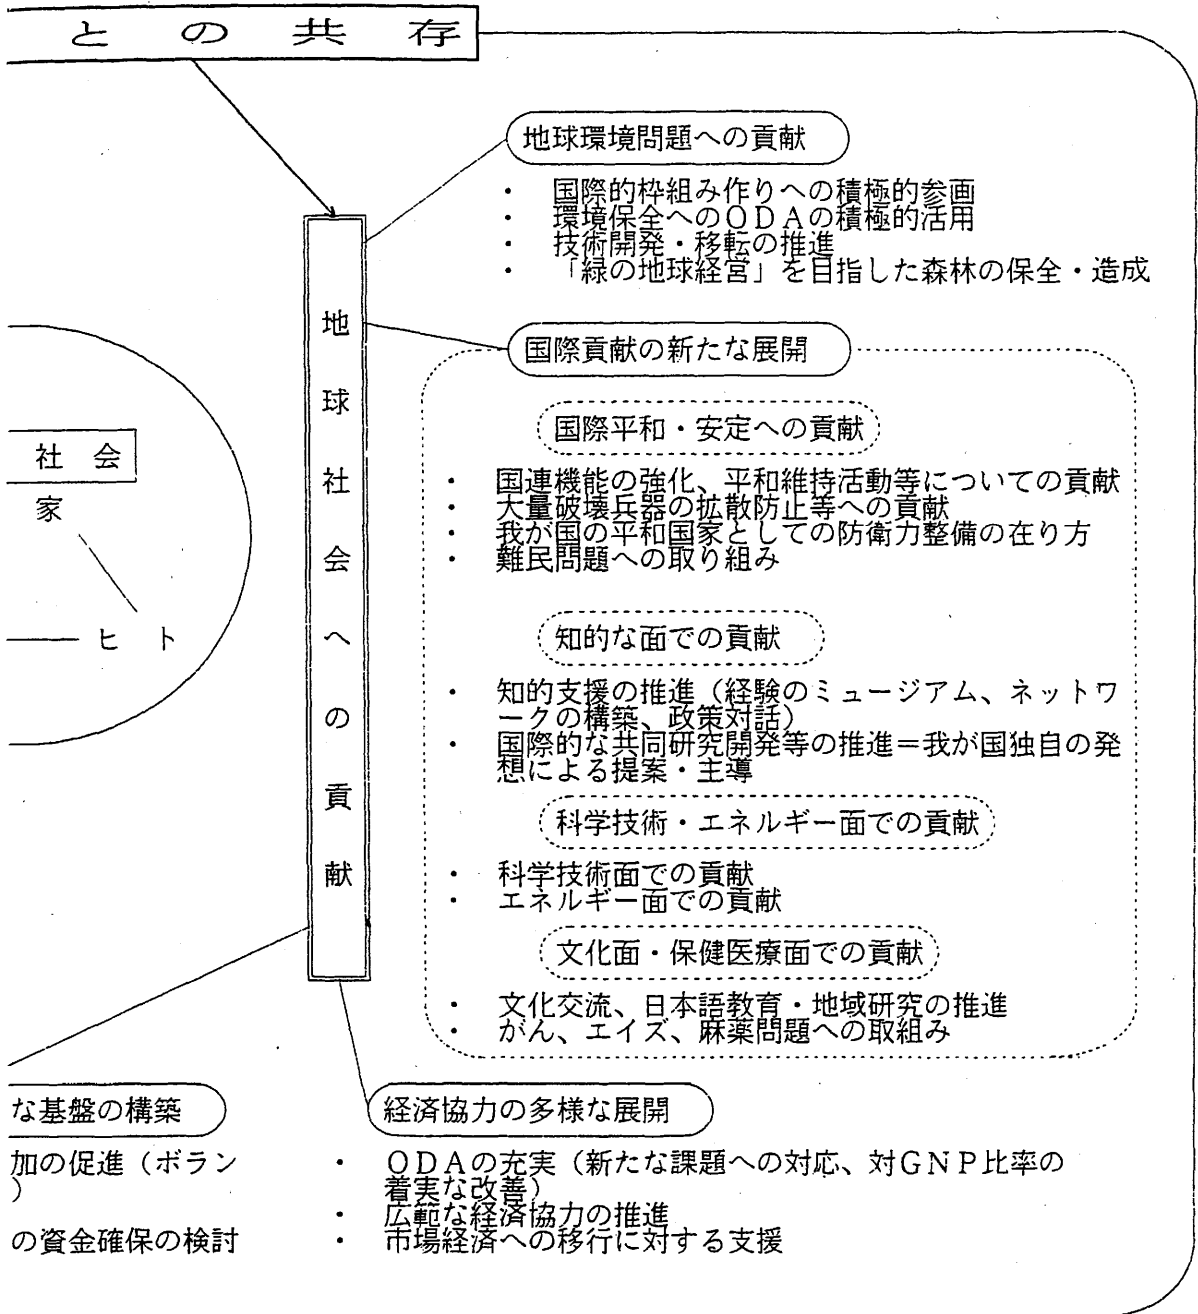 との共存
地球環境問題への貢献
・ 国際的枠組み作りへの積極的参画
・ 環境保全へのODAの積極的活用
・ 技術開発・移転の推進
・ 「緑の地球経営」を目指した森林の保全・造成
地球社会への貢献
国際貢献の新たな展開
国際平和・安定への貢献
・ 国連機能の強化、平和維持活動等についての貢献
・ 大量破壊兵器の拡散防止等への貢献
・ 我が国の平和国家としての防衛力整備の在り方
・ 難民問題への取り組み
社会
家
ヒト
知的な面での貢献
・ 知的支援の推進（経験のミュージアム、ネットワ
ークの構築、政策対話）
・ 国際的な共同研究開発等の推進＝我が国独自の発
想による提案・主導
科学技術・エネルギー面での貢献
・ 科学技術面での貢献
・ エネルギー面での貢献
文化面・保健医療面での貢献
・ 文化交流、日本語教育・地域研究の推進
・ がん、エイズ、麻薬問題への取組み
な基盤の構築
加の促進（ボラン
）
の資金確保の検討
経済協力の多様な展開
・ ODAの充実（新たな課題への対応、対GNP比率の
着実な改善）
・ 広範な経済協力の推進
・ 市場経済への移行に対する支援